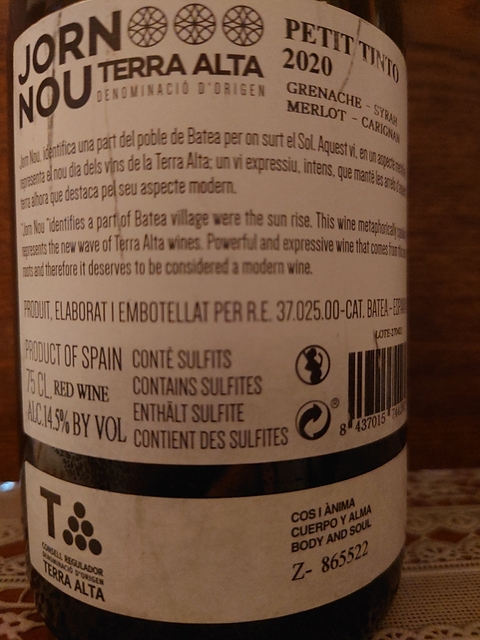 JORN
NOU
TERRA ALTA
DENOMINACIÓ D'ORIGEN
PETIT TINTO
2020
GRENACHE - SYRAH
MERLOT - CARIGNAN
Jorn Nou, identifica una part del poble de Batea per on surt el Sol. Aquest vi, en un aspecte
representa el nou dia dels vins de la Terra Alta; un vi expressiu, intens, que manté les arrels
terra alhora que destaca pel seu aspecte modern.
"Jorn Nou "identifies a part of Batea village were the sun rise. This wine metaphorically
represents the new wave of Terra Alta wines. Powerful and expressive wine that comes from
roots and therefore it deserves to be considered a modern wine.
PRODUIT, ELABORAT I EMBOTELLAT PER R.E. 37.025.00-CAT. BATEA-
PRODUCT OF SPAIN
75 CL. RED WINE
ALC.14.5% BY VOL
CONTÉ SULFITS
CONTAINS SULFITES
ENTHÄLT SULFITE
CONTIENT DES SULFITES
®
8 437015
T
CONSELL REGULADOR
DENOMINACIÓ D'ORIGEN
TERRA ALTA
COS I ÀNIMA
CUERPO Y ALMA
BODY AND SOUL
Z- 865522